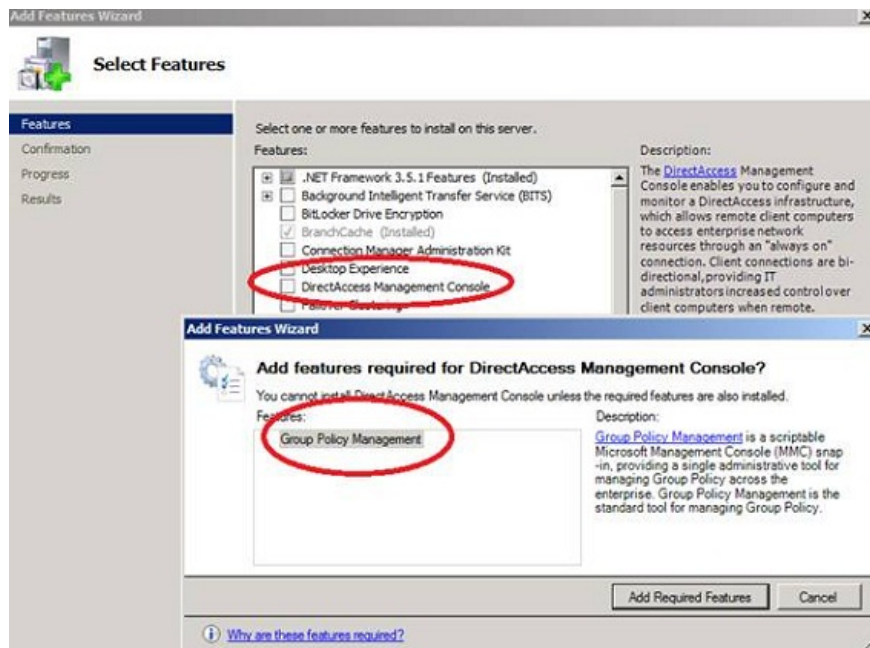 Add Features Wizard
Select Features
Features
Confirmation
Progress
Results
Select one or more features to install on this server.
Features:
.NET Framework 3.5.1 Features (Installed)
Background Intelligent Transfer Service (BITS)
BitLocker Drive Encryption
BranchCache (Installed)
Connection Manager Administration Kit
Desktop Experience
DirectAccess Management Console
Failover Clustering
Description:
The DirectAccess Management
Console enables you to configure and
monitor a DirectAccess infrastructure,
which allows remote client computers
to access enterprise network
resources through an "always on"
connection. Client connections are bi-
directional, providing IT
administrators increased control over
client computers when remote.
Add Features Wizard
Add features required for DirectAccess Management Console?
You cannot install DirectAccess Management Console unless the required features are also installed.
Features:
Group Policy Management
Description:
Group Policy Management is a scriptable
Microsoft Management Console (MMC) snap
-in, providing a single administrative tool for
managing Group Policy across the
enterprise. Group Policy Management is the
standard tool for managing Group Policy.
Add Required Features
Cancel
Why are these features required?